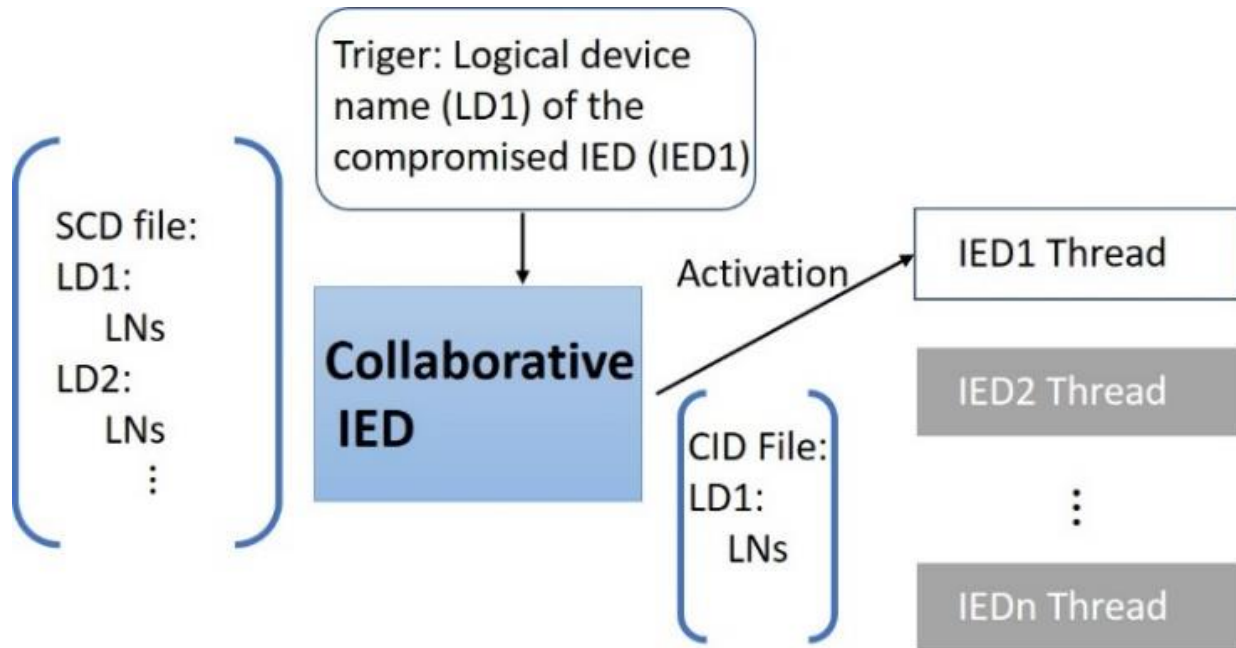 Triger: Logical device
name (LD1) of the
compromised IED (IED1)
SCD file:
LD1:
LNs
LD2:
LNs
⋮
Collaborative
IED
Activation
CID File:
LD1:
LNs
IED1 Thread
IED2 Thread
⋮
IEDn Thread